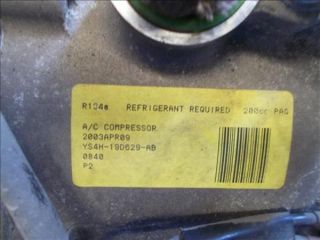 R134a REFRIGERANT REQUIRED 200cc PAG
A/C COMPRESSOR
2003APR09
YS4H-19D629-AB
0840
P2